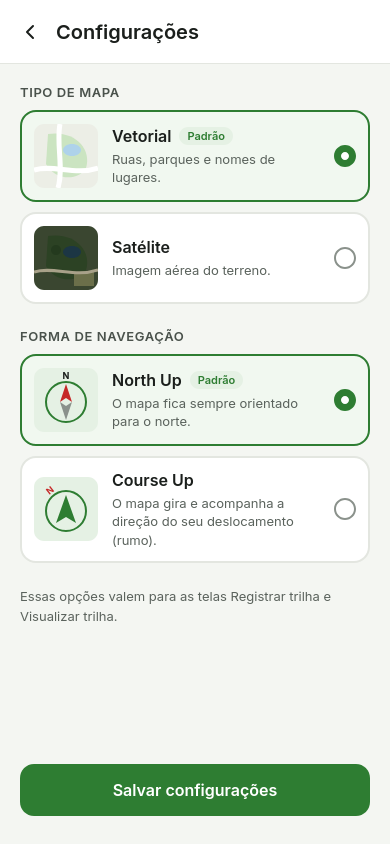 Configurações
TIPO DE MAPA
Vetorial Padrão
Ruas, parques e nomes de
lugares.
Satélite
Imagem aérea do terreno.
FORMA DE NAVEGAÇÃO
N
North Up Padrão
O mapa fica sempre orientado
para o norte.
N
Course Up
O mapa gira e acompanha a
direção do seu deslocamento
(rumo).
Essas opções valem para as telas Registrar trilha e
Visualizar trilha.
Salvar configurações